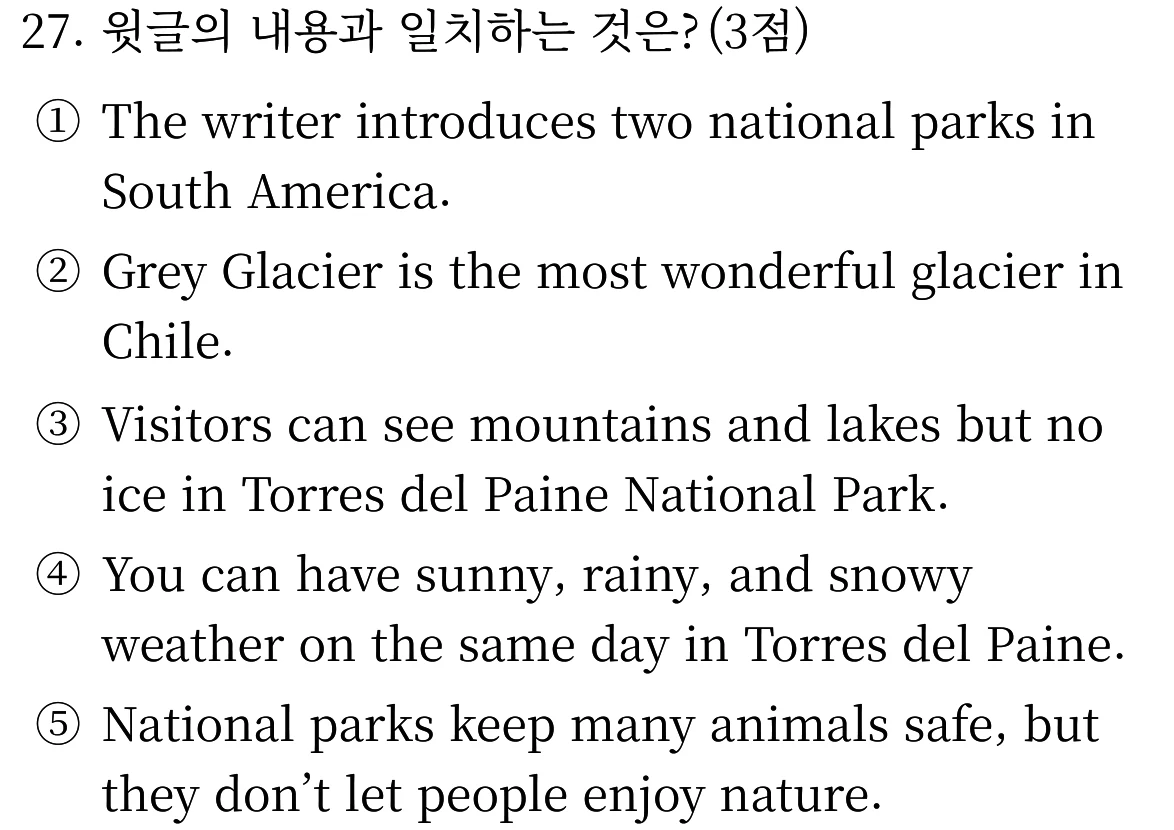 27. 윗글의 내용과 일치하는 것은?(3점)
① The writer introduces two national parks in
South America.
② Grey Glacier is the most wonderful glacier in
Chile.
③ Visitors can see mountains and lakes but no
ice in Torres del Paine National Park.
④ You can have sunny, rainy, and snowy
weather on the same day in Torres del Paine.
⑤ National parks keep many animals safe, but
they don’t let people enjoy nature.